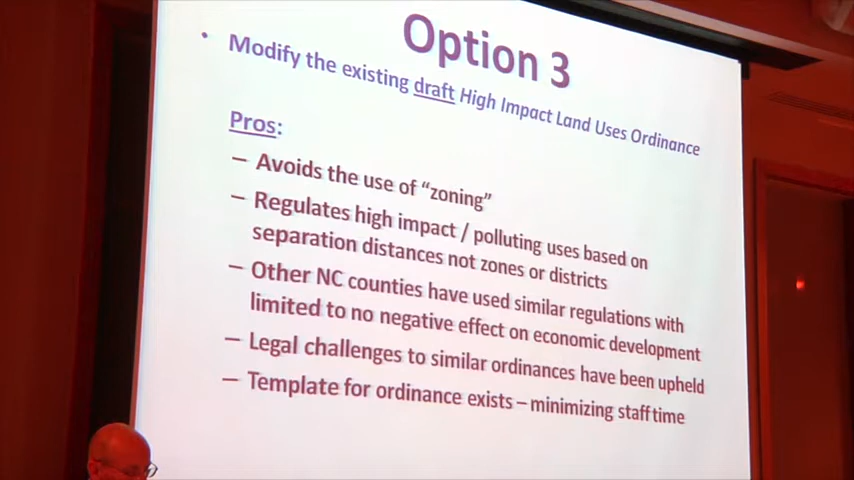 Option 3
• Modify the existing draft High Impact Land Uses Ordinance
Pros:
– Avoids the use of “zoning”
– Regulates high impact / polluting uses based on
separation distances not zones or districts
– Other NC counties have used similar regulations with
limited to no negative effect on economic development
– Legal challenges to similar ordinances have been upheld
– Template for ordinance exists – minimizing staff time